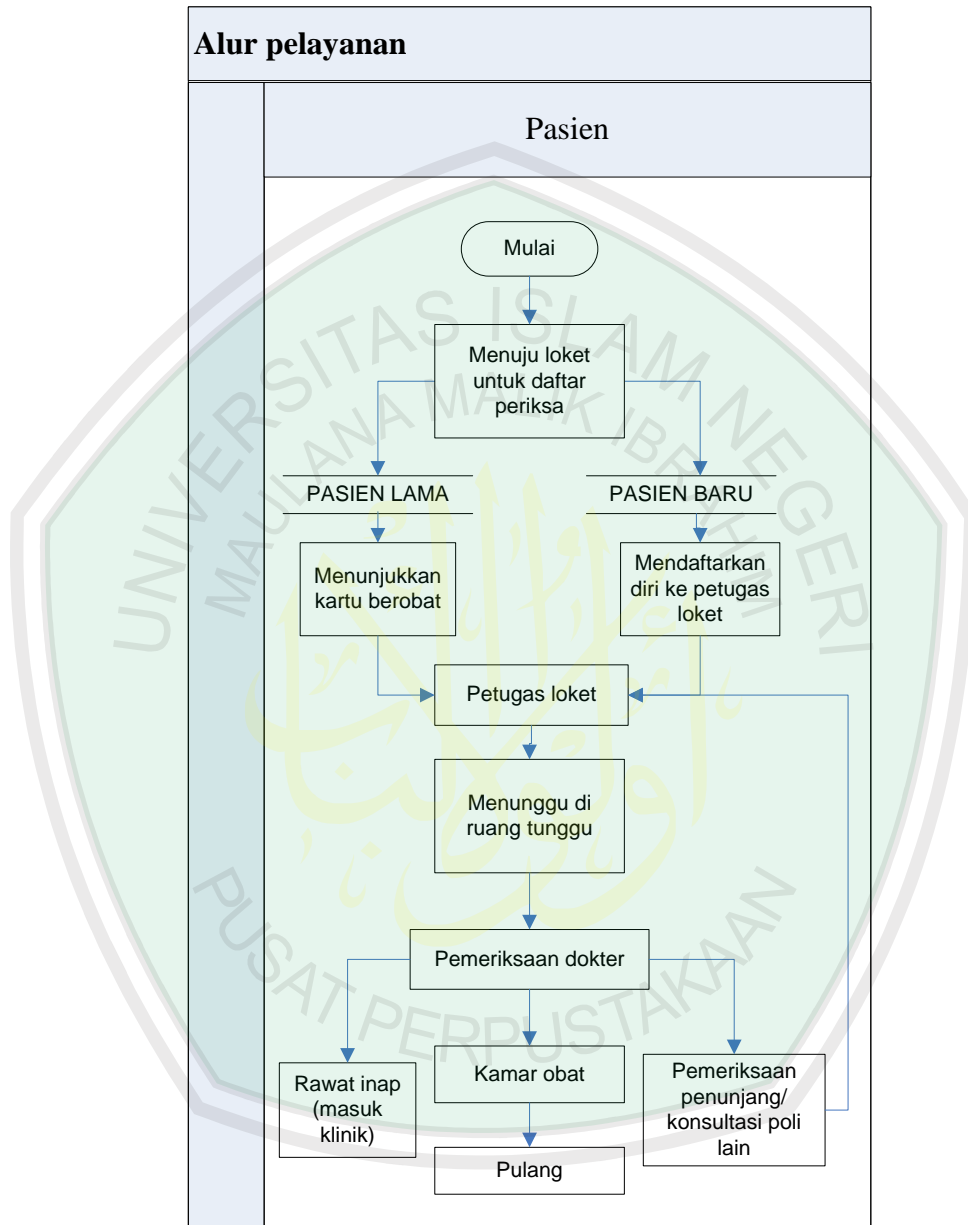 Alur pelayanan
Pasien
Mulai
Menuju loket
untuk daftar
periksa
PASIEN LAMA
PASIEN BARU
Menunjukkan
kartu berobat
Mendaftarkan
diri ke petugas
loket
Petugas loket
Menunggu di
ruang tunggu
Pemeriksaan dokter
Rawat inap
(masuk
klinik)
Kamar obat
Pemeriksaan
penunjang/
konsultasi poli
lain
Pulang
UNIVERSITAS ISLAM NEGERI
MAULANA MALIK IBRAHIM
PUSAT PERPUSTAKAAN